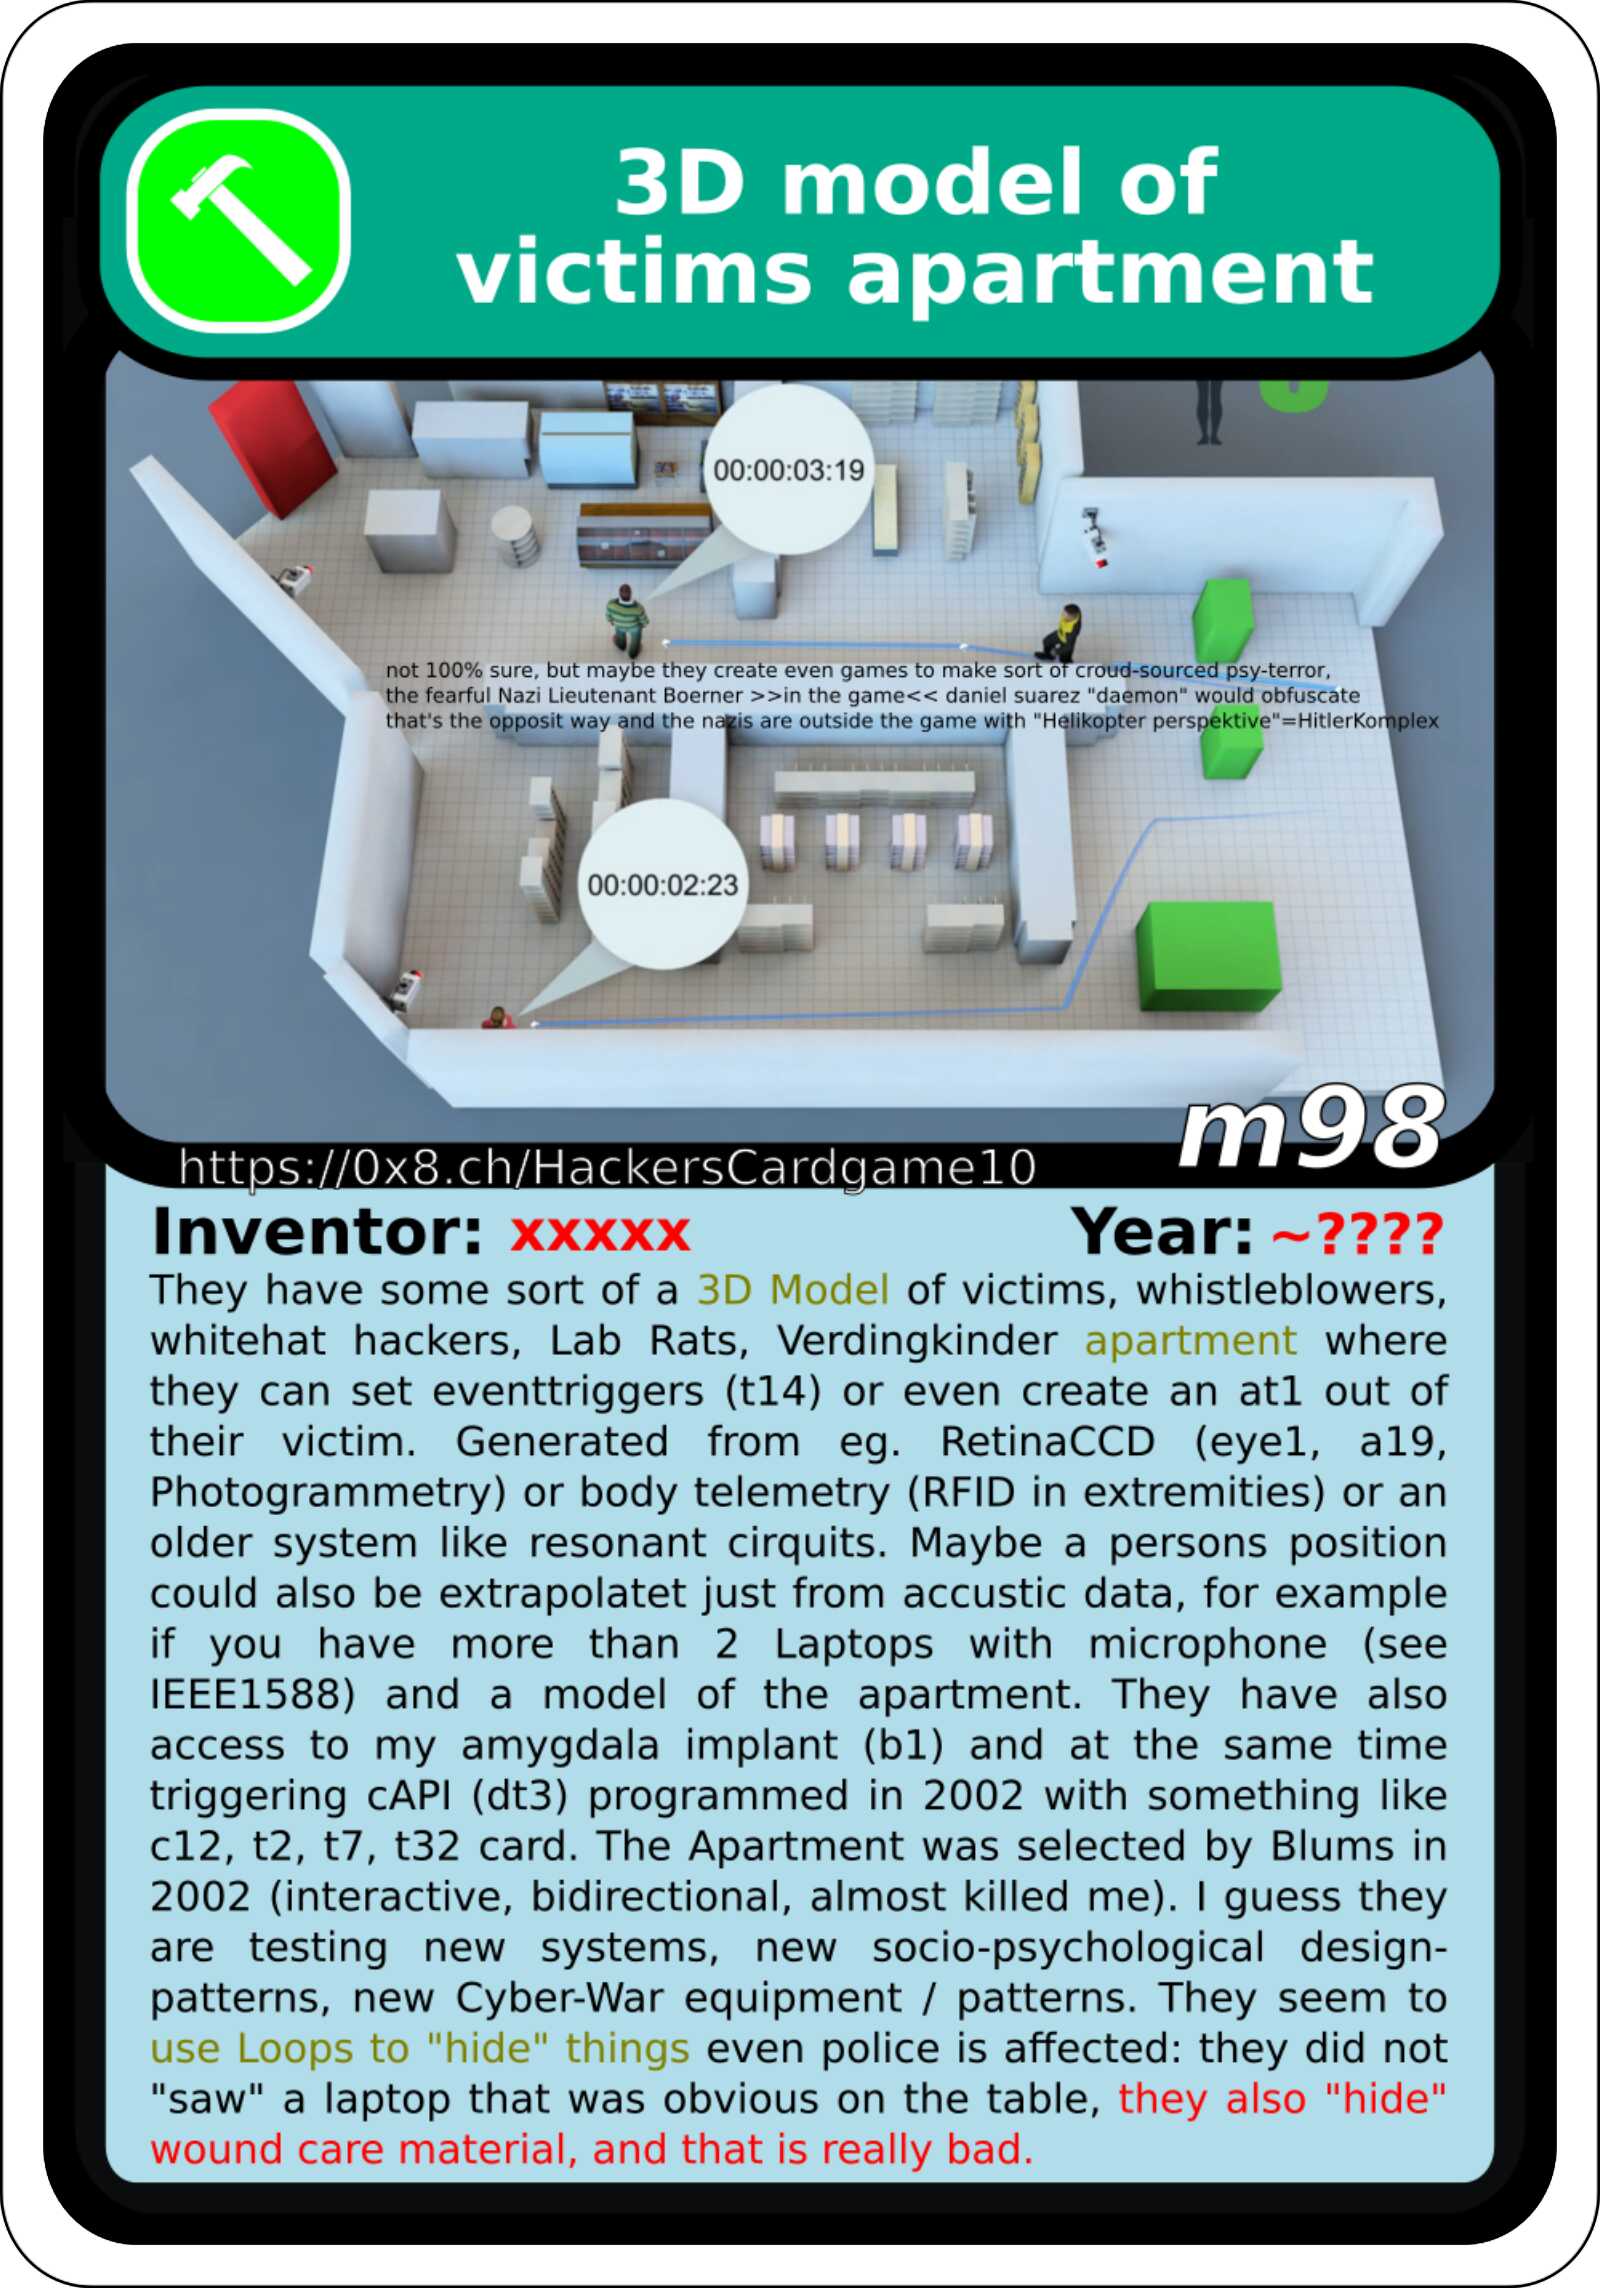 3D model of
victims apartment
00:00:03:19
not 100% sure, but maybe they create even games to make sort of croud-sourced psy-terror,
the fearful Nazi Lieutenant Boerner >>in the game<< daniel suarez "daemon" would obfuscate
that's the opposit way and the nazis are outside the game with "Helikopter perspektive"=HitlerKomplex
00:00:02:23
m98
https://0x8.ch/HackersCardgame10
Inventor: xxxxx Year: ~????
They have some sort of a 3D Model of victims, whistleblowers,
whitehat hackers, Lab Rats, Verdingkinder apartment where
they can set eventtriggers (t14) or even create an at1 out of
their victim. Generated from eg. RetinaCCD (eye1, a19,
Photogrammetry) or body telemetry (RFID in extremities) or an
older system like resonant cirquits. Maybe a persons position
could also be extrapolatet just from accustic data, for example
if you have more than 2 Laptops with microphone (see
IEEE1588) and a model of the apartment. They have also
access to my amygdala implant (b1) and at the same time
triggering cAPI (dt3) programmed in 2002 with something like
c12, t2, t7, t32 card. The Apartment was selected by Blums in
2002 (interactive, bidirectional, almost killed me). I guess they
are testing new systems, new socio-psychological design-
patterns, new Cyber-War equipment / patterns. They seem to
use Loops to "hide" things even police is affected: they did not
"saw" a laptop that was obvious on the table, they also "hide"
wound care material, and that is really bad.